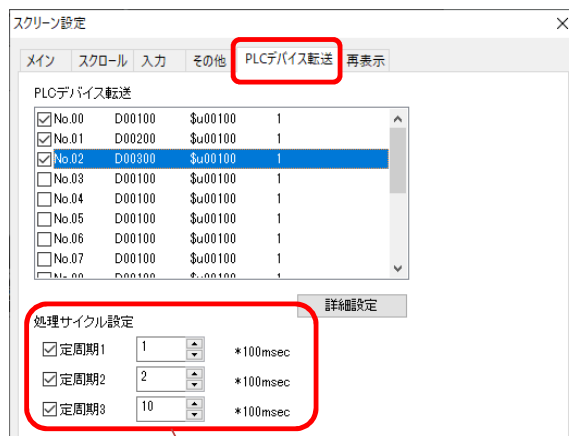 スクリーン設定
メイン スクロール 入力 その他 PLCデバイス転送 再表示
PLCデバイス転送
No.00 D00100 $u00100 1
No.01 D00200 $u00100 1
No.02 D00300 $u00100 1
No.03 D00100 $u00100 1
No.04 D00100 $u00100 1
No.05 D00100 $u00100 1
No.06 D00100 $u00100 1
No.07 D00100 $u00100 1
詳細設定
処理サイクル設定
定周期1 1 *100msec
定周期2 2 *100msec
定周期3 10 *100msec